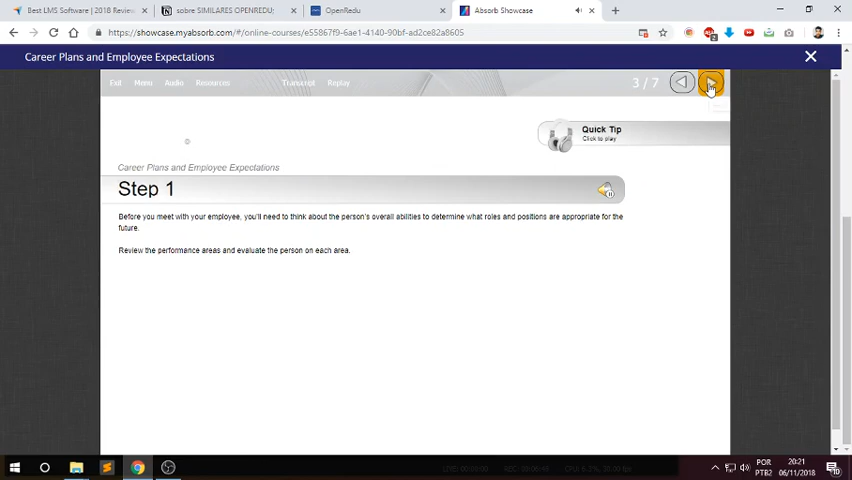 Best LMS Software | 2018 Review
sobre SIMILARES OPENREDU;
OpenRedu
Absorb Showcase
https://showcase.myabsorb.com/#/online-courses/e55867f9-6ae1-4140-90bf-ad2ce82a8605
Career Plans and Employee Expectations
Exit Menu Audio Resources Transcript Replay 3 / 7
Quick Tip
Click to play
Career Plans and Employee Expectations
Step 1
Before you meet with your employee, you'll need to think about the person's overall abilities to determine what roles and positions are appropriate for the
future.
Review the performance areas and evaluate the person on each area.
POR
PTB2
20:21
06/11/2018